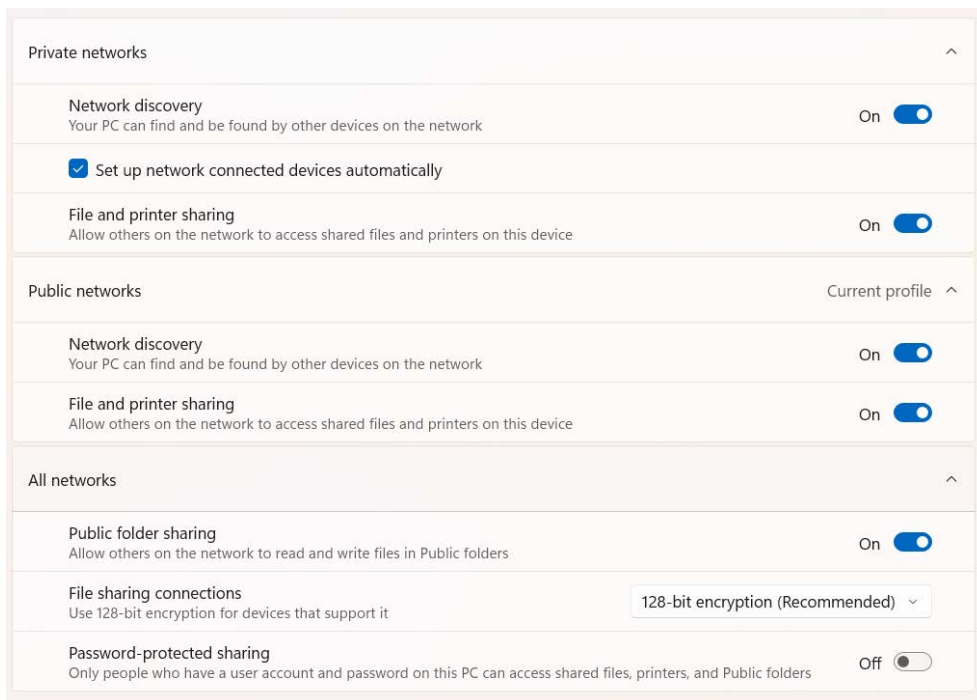 Private networks
Network discovery
Your PC can find and be found by other devices on the network
On
Set up network connected devices automatically
File and printer sharing
Allow others on the network to access shared files and printers on this device
On
Public networks
Current profile
Network discovery
Your PC can find and be found by other devices on the network
On
File and printer sharing
Allow others on the network to access shared files and printers on this device
On
All networks
Public folder sharing
Allow others on the network to read and write files in Public folders
On
File sharing connections
Use 128-bit encryption for devices that support it
128-bit encryption (Recommended)
Password-protected sharing
Only people who have a user account and password on this PC can access shared files, printers, and Public folders
Off